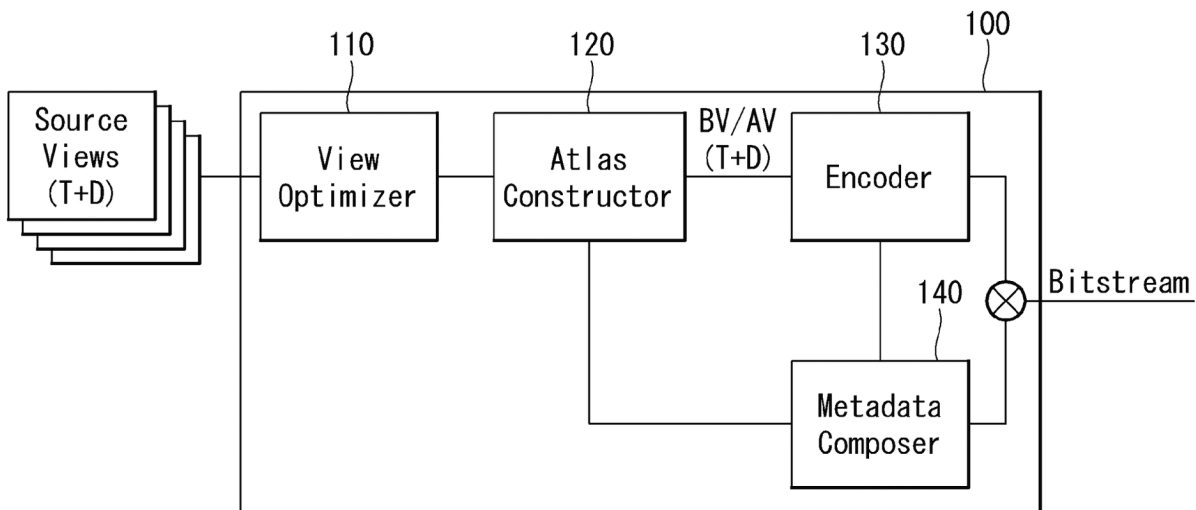 100
110
120
130
Source
Views
(T+D)
View
Optimizer
Atlas
Constructor
BV/AV
(T+D)
Encoder
Bitstream
140
Metadata
Composer